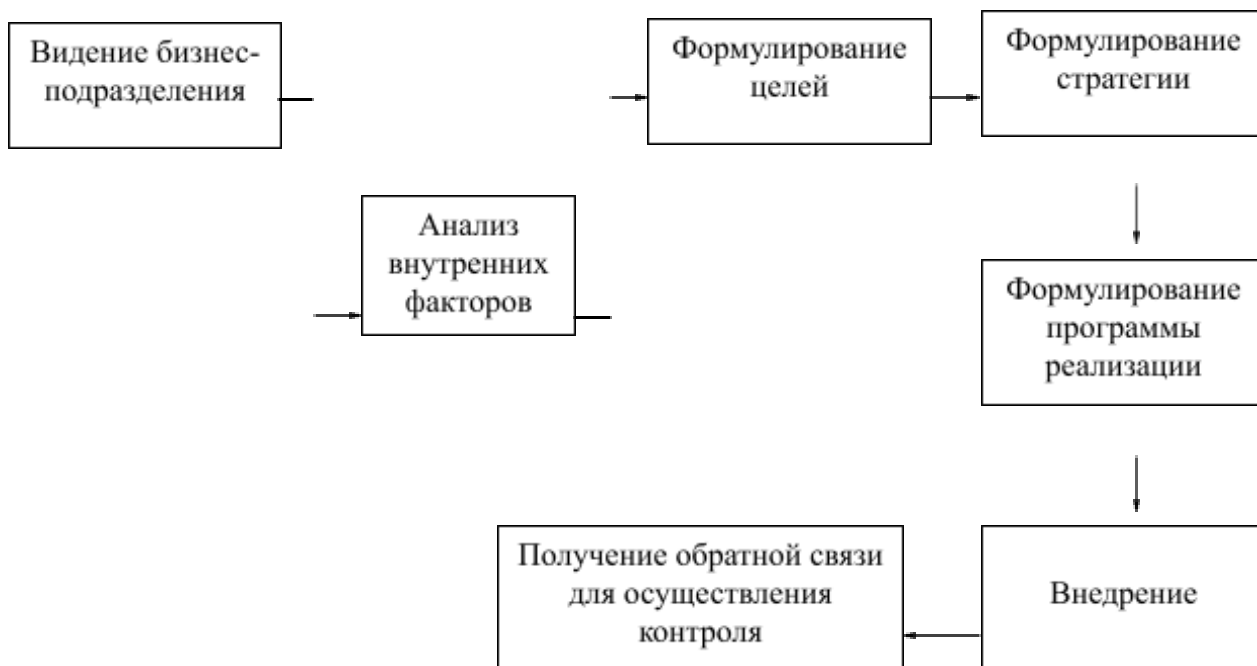 Видение бизнес-
подразделения
Формулирование
целей
Формулирование
стратегии
Анализ
внутренних
факторов
Формулирование
программы
реализации
Внедрение
Получение обратной связи
для осуществления
контроля